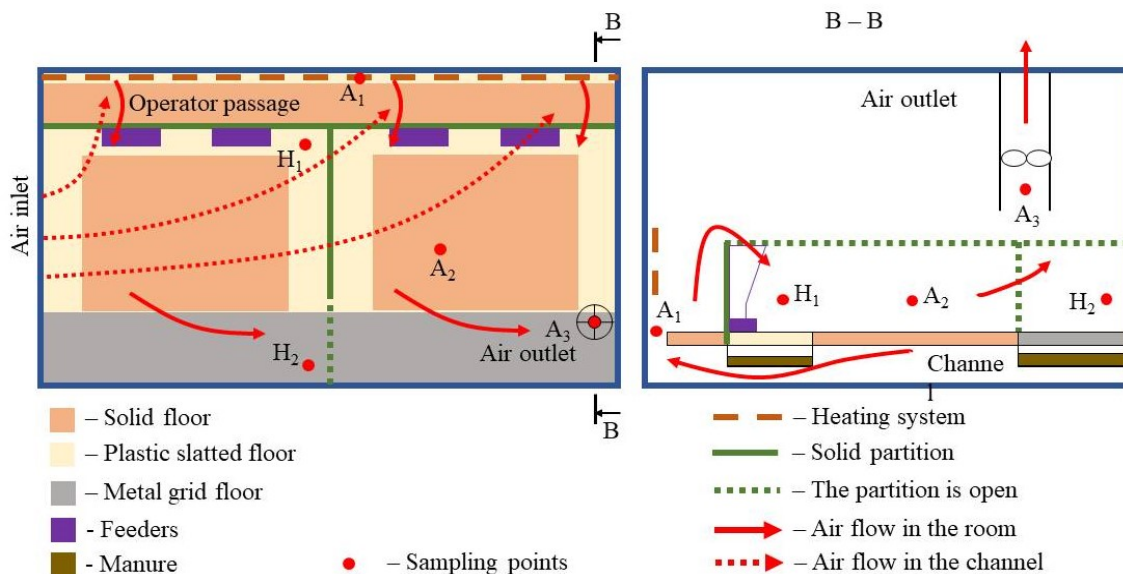 B
B – B
A1
Operator passage
H1
Air inlet
A2
A3
H2
Air outlet
B
Air outlet
A3
A1
H1
A2
H2
Channe
l
– Solid floor
– Plastic slatted floor
– Metal grid floor
- Feeders
- Manure
– Sampling points
– Heating system
– Solid partition
– The partition is open
– Air flow in the room
– Air flow in the channel